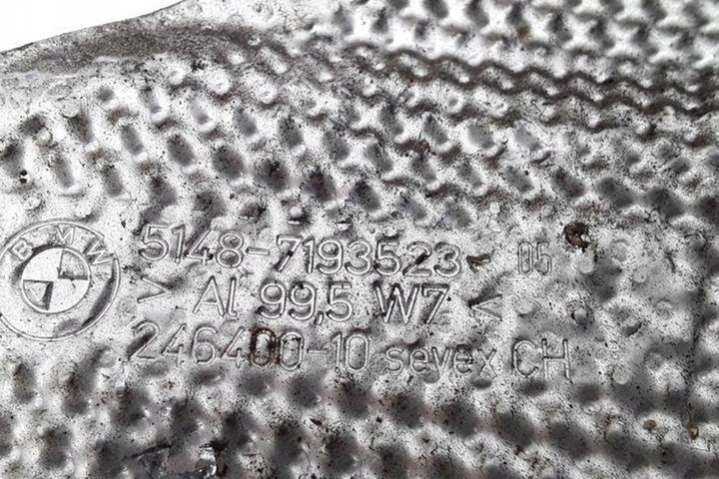 BMW
5148-7193523 05
> Al 99,5 W7 <
246400-10 sevex CH